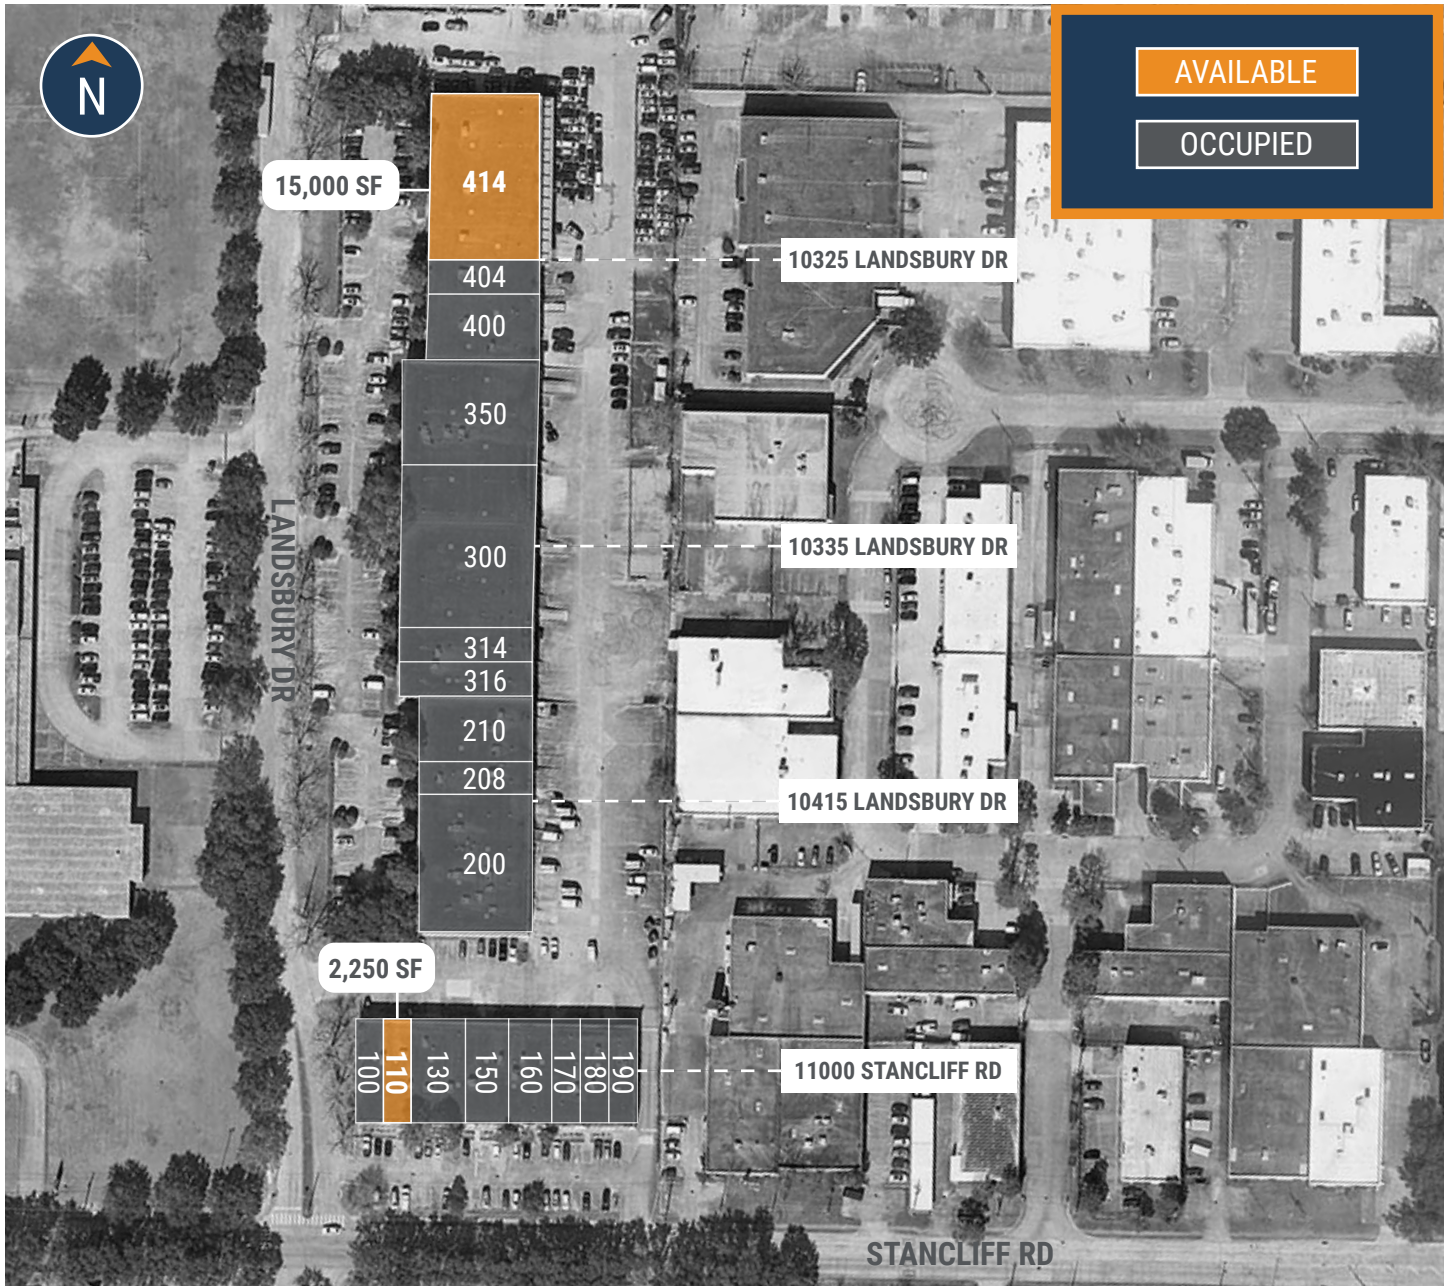 N
AVAILABLE
OCCUPIED
15,000 SF
414
10325 LANDSBURY DR
404
400
350
LANDSBURY DR
300
10335 LANDSBURY DR
314
316
210
208
10415 LANDSBURY DR
200
2,250 SF
100
110
130
150
160
170
180
190
11000 STANCLIFF RD
STANCLIFF RD